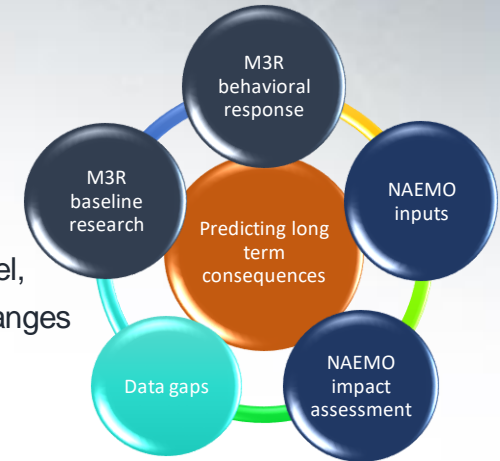 M3R
behavioral
response
M3R
baseline
research
NAEMO
inputs
Predicting long
term
consequences
el,
anges
Data gaps
NAEMO
impact
assessment